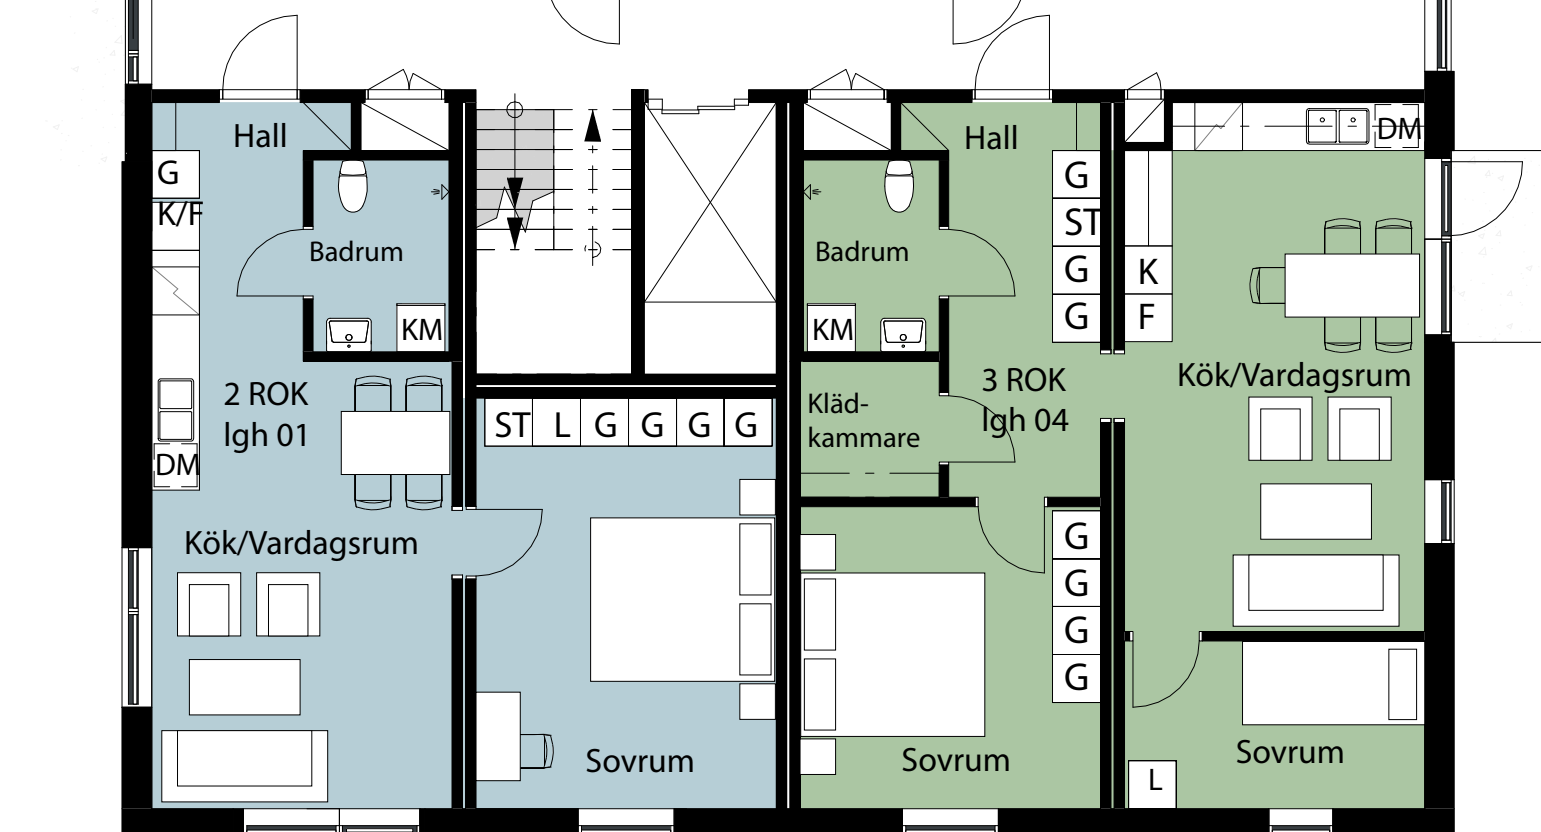 Hall
G
K/F
Badrum
KM
2 ROK
lgh 01
DM
Kök/Vardagsrum
ST L G G G G
Sovrum
Hall
G
ST
G
G
Badrum
KM
Kläd-
kammare
3 ROK
lgh 04
G
G
G
G
Sovrum
DM
K
F
Kök/Vardagsrum
Sovrum
L